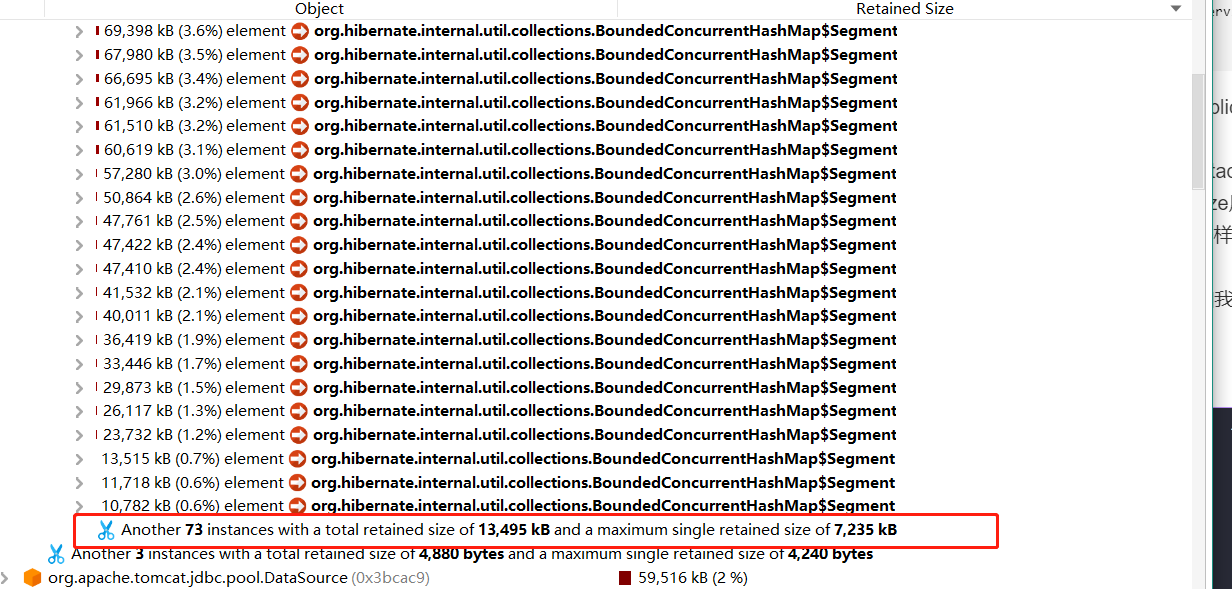 Object Retained Size
69,398 kB (3.6%) element org.hibernate.internal.util.collections.BoundedConcurrentHashMap$Segment
67,980 kB (3.5%) element org.hibernate.internal.util.collections.BoundedConcurrentHashMap$Segment
66,695 kB (3.4%) element org.hibernate.internal.util.collections.BoundedConcurrentHashMap$Segment
61,966 kB (3.2%) element org.hibernate.internal.util.collections.BoundedConcurrentHashMap$Segment
61,510 kB (3.2%) element org.hibernate.internal.util.collections.BoundedConcurrentHashMap$Segment
60,619 kB (3.1%) element org.hibernate.internal.util.collections.BoundedConcurrentHashMap$Segment
57,280 kB (3.0%) element org.hibernate.internal.util.collections.BoundedConcurrentHashMap$Segment
50,864 kB (2.6%) element org.hibernate.internal.util.collections.BoundedConcurrentHashMap$Segment
47,761 kB (2.5%) element org.hibernate.internal.util.collections.BoundedConcurrentHashMap$Segment
47,422 kB (2.4%) element org.hibernate.internal.util.collections.BoundedConcurrentHashMap$Segment
47,410 kB (2.4%) element org.hibernate.internal.util.collections.BoundedConcurrentHashMap$Segment
41,532 kB (2.1%) element org.hibernate.internal.util.collections.BoundedConcurrentHashMap$Segment
40,011 kB (2.1%) element org.hibernate.internal.util.collections.BoundedConcurrentHashMap$Segment
36,419 kB (1.9%) element org.hibernate.internal.util.collections.BoundedConcurrentHashMap$Segment
33,446 kB (1.7%) element org.hibernate.internal.util.collections.BoundedConcurrentHashMap$Segment
29,873 kB (1.5%) element org.hibernate.internal.util.collections.BoundedConcurrentHashMap$Segment
26,117 kB (1.3%) element org.hibernate.internal.util.collections.BoundedConcurrentHashMap$Segment
23,732 kB (1.2%) element org.hibernate.internal.util.collections.BoundedConcurrentHashMap$Segment
13,515 kB (0.7%) element org.hibernate.internal.util.collections.BoundedConcurrentHashMap$Segment
11,718 kB (0.6%) element org.hibernate.internal.util.collections.BoundedConcurrentHashMap$Segment
10,782 kB (0.6%) element org.hibernate.internal.util.collections.BoundedConcurrentHashMap$Segment
Another 73 instances with a total retained size of 13,495 kB and a maximum single retained size of 7,235 kB
Another 3 instances with a total retained size of 4,880 bytes and a maximum single retained size of 4,240 bytes
org.apache.tomcat.jdbc.pool.DataSource (0x3bcac9) 59,516 kB (2 %)
样
我